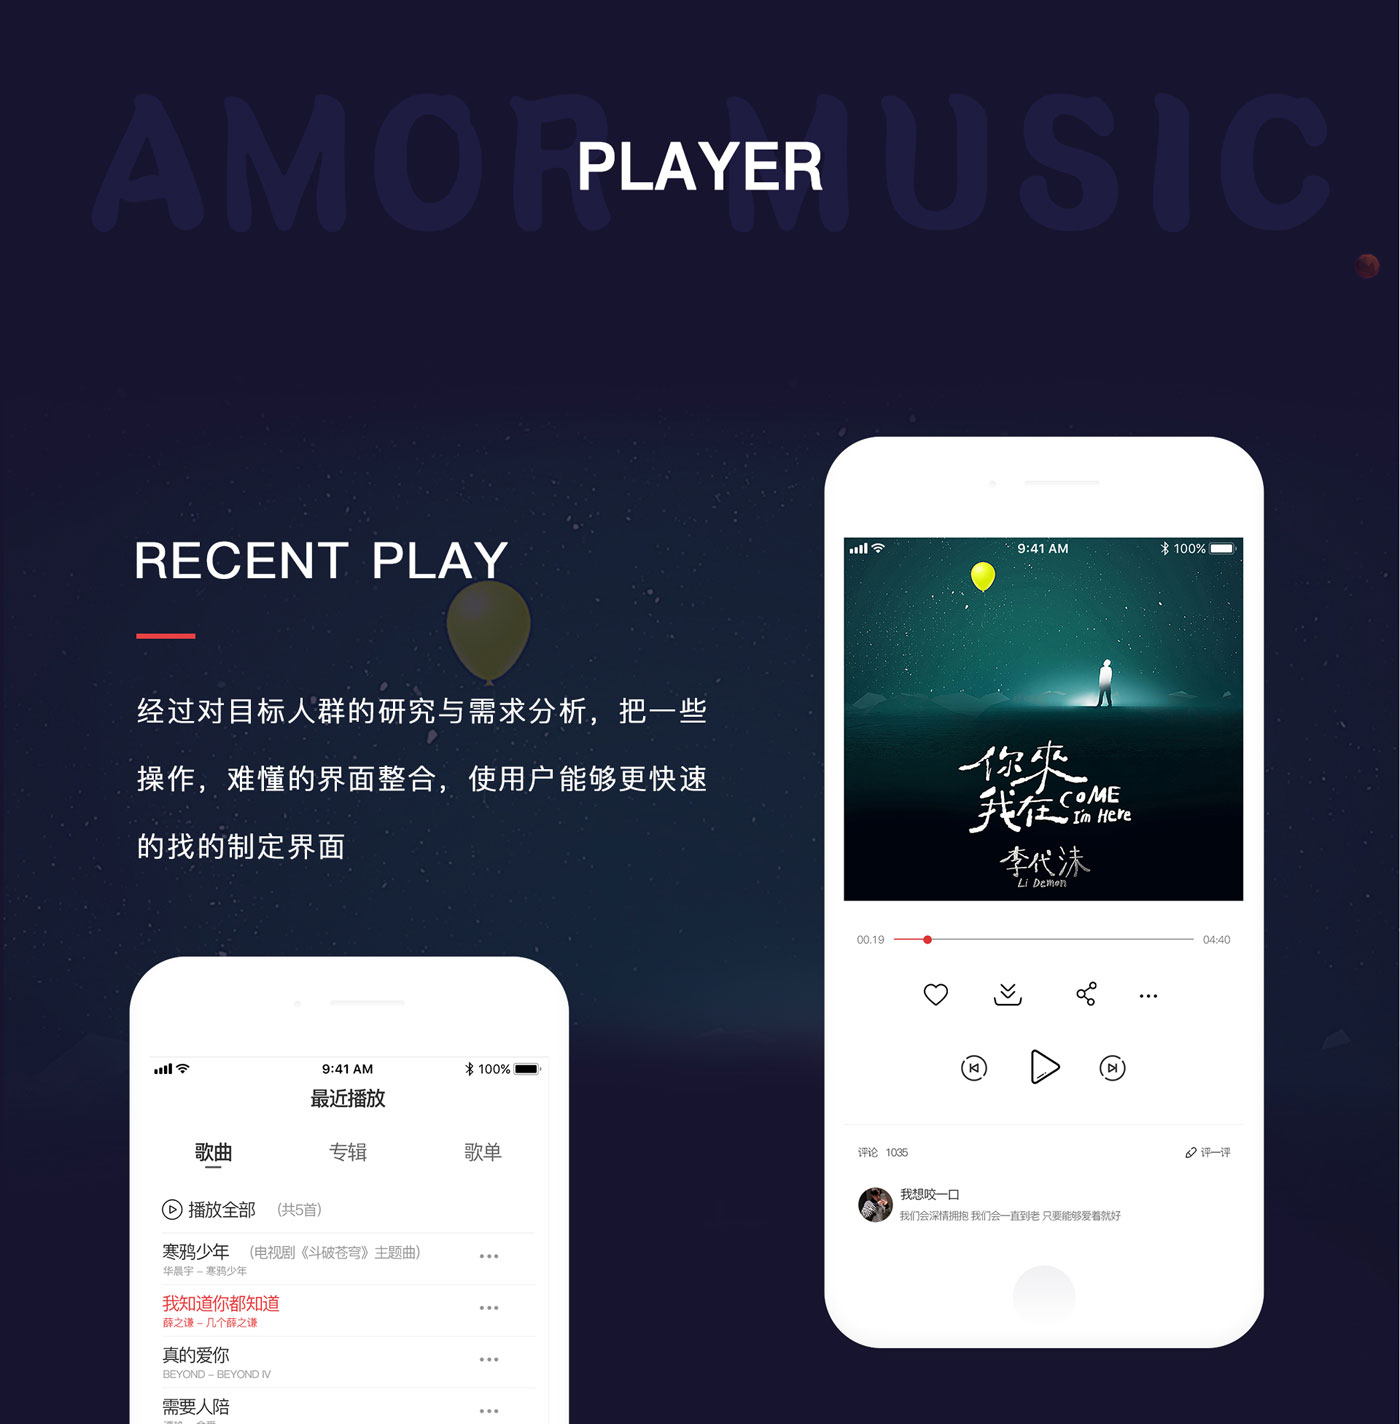 AMOR MUSIC
PLAYER
RECENT PLAY
经过对目标人群的研究与需求分析，把一些
操作，难懂的界面整合，使用户能够更快速
的找的制定界面
9:41 AM
100%
你來
我在 COME
I'm Here
李代沫
Li Demon
00.19
04:40
评论 1035
评一评
我想咬一口
我们会深情拥抱 我们会一直到老 只要能够爱着就好
9:41 AM
100%
最近播放
歌曲 专辑 歌单
播放全部 (共5首)
寒鸦少年 (电视剧《斗破苍穹》主题曲)
华晨宇 - 寒鸦少年
我知道你都知道
薛之谦 - 几个薛之谦
真的爱你
BEYOND - BEYOND IV
需要人陪